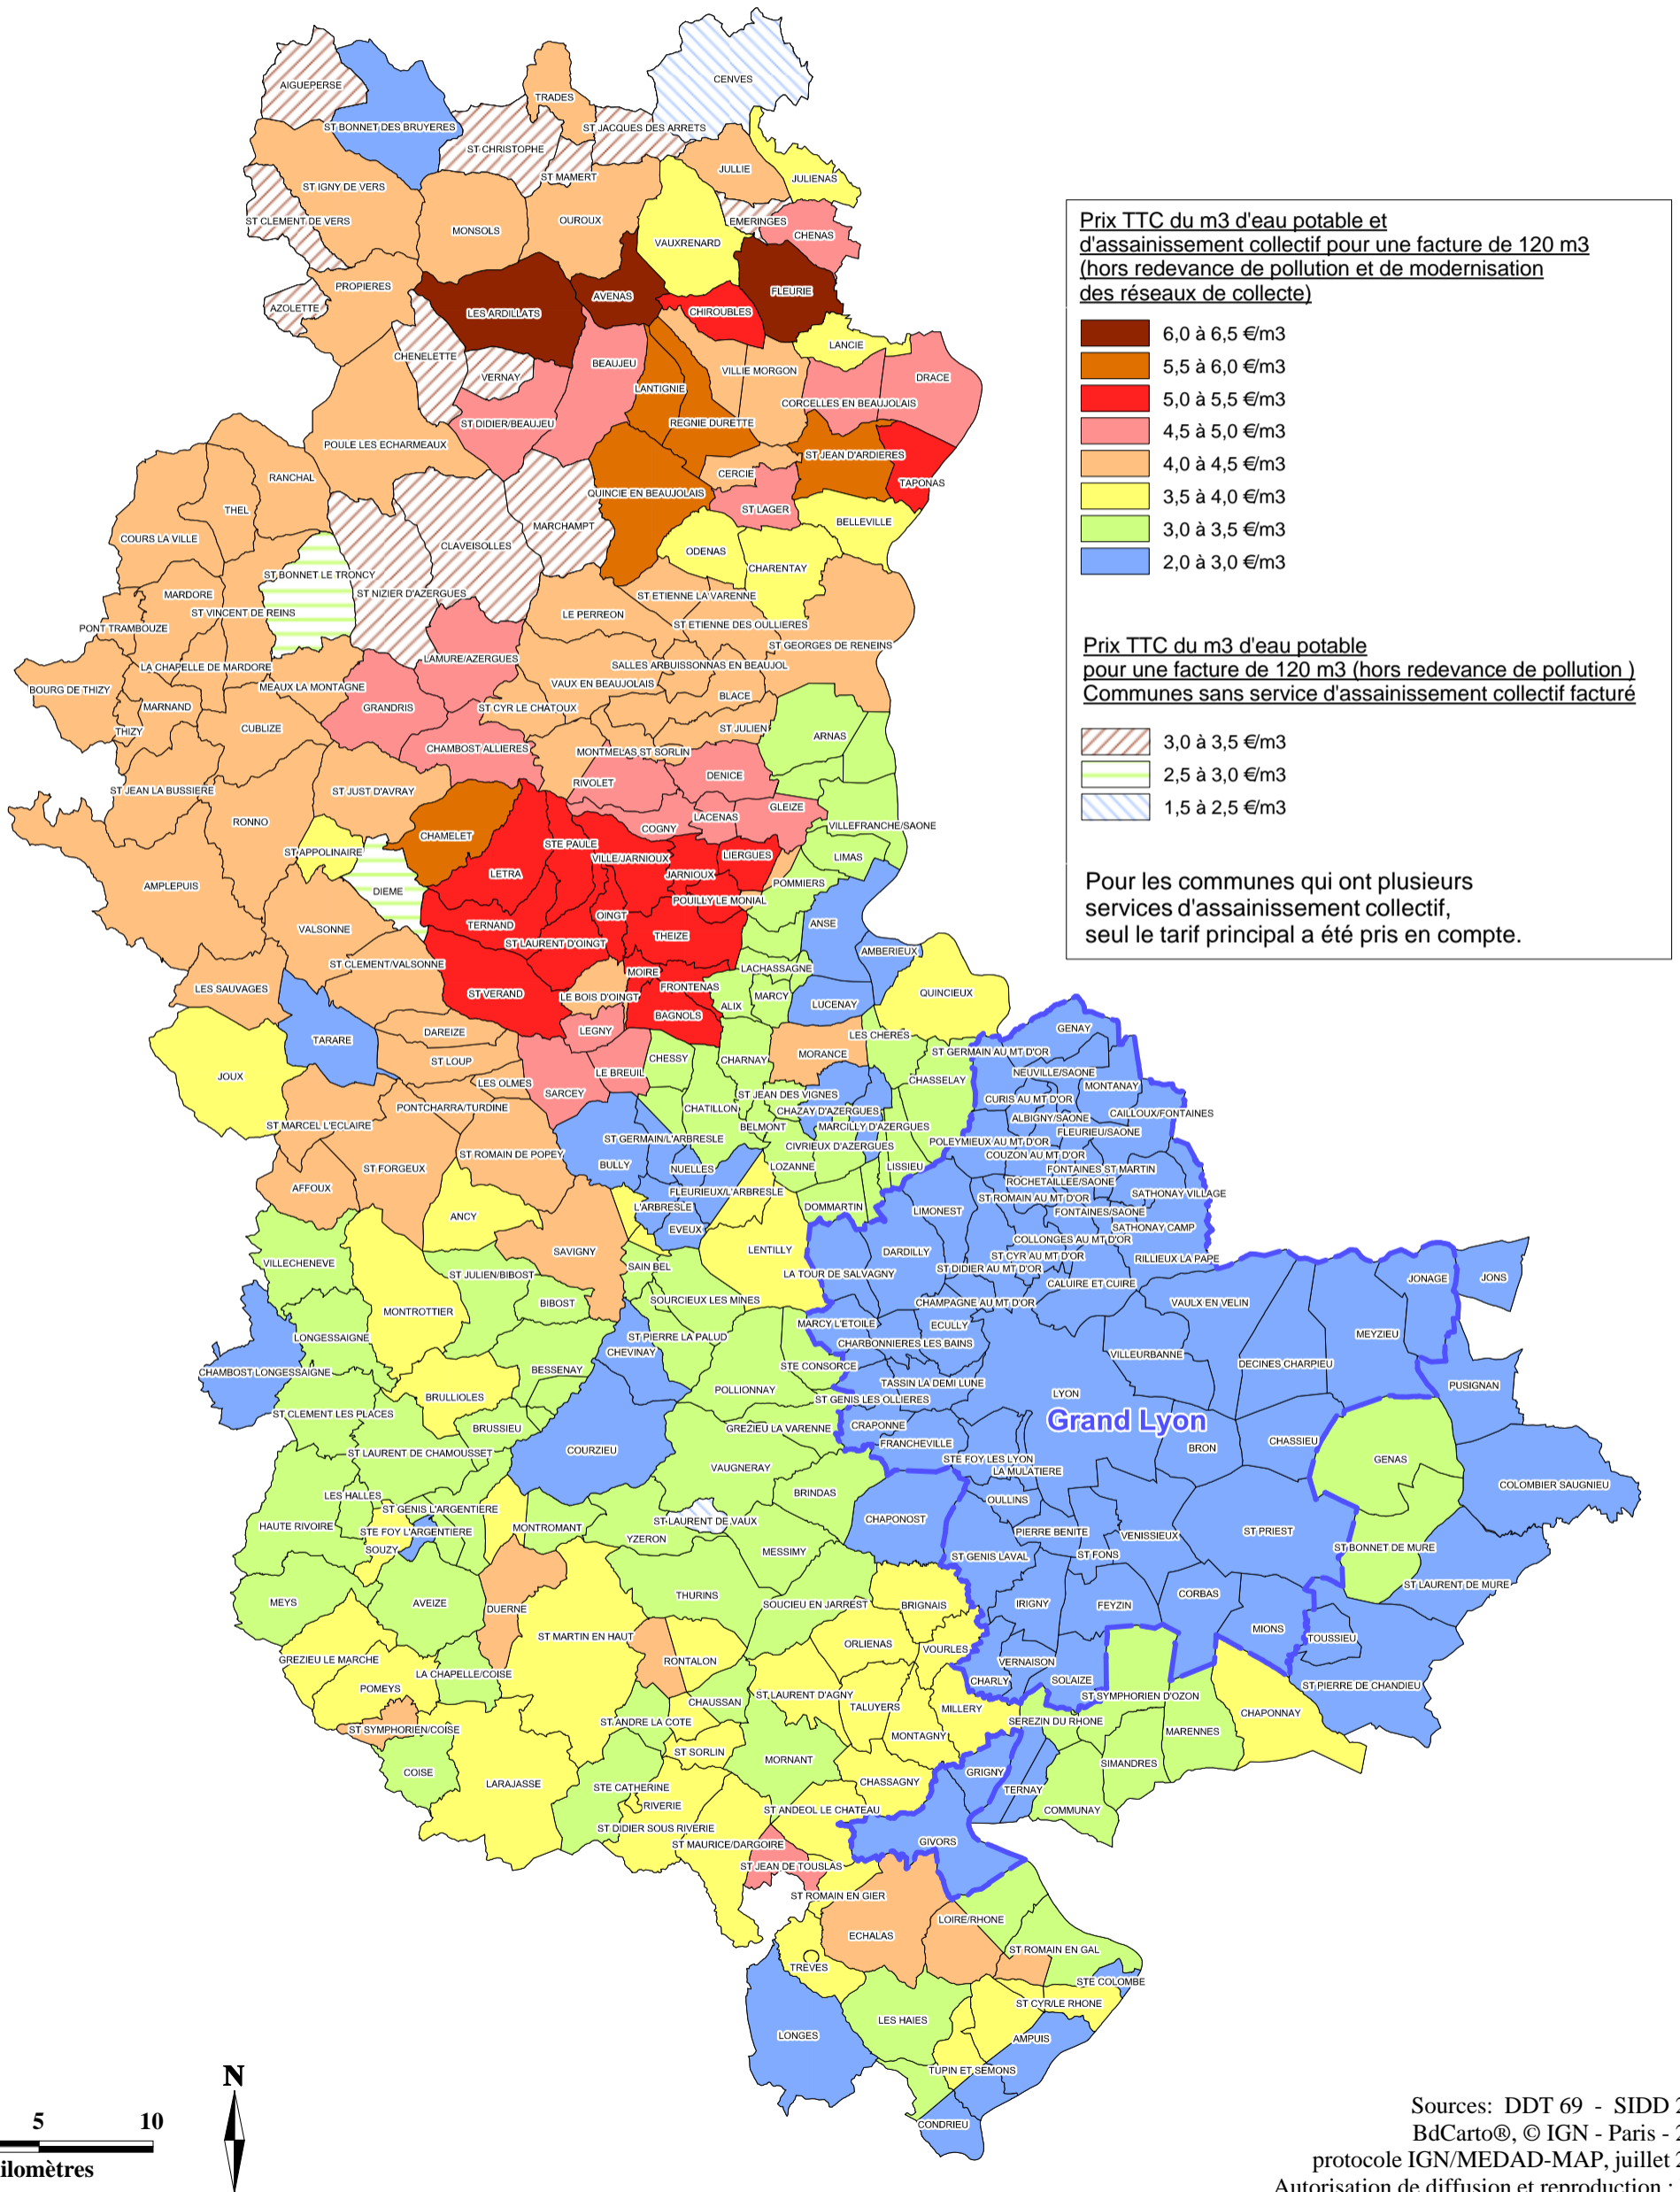 AIGUEPERSE
ST BONNET DES BRUYERES
TRADES
CENVES
ST CHRISTOPHE
ST JACQUES DES ARRETS
ST MAMERT
JULLIE
JULIENAS
ST IGNY DE VERS
ST CLEMENT DE VERS
MONSOLS
OUROUX
VAUXRENARD
EMERINGES
CHENAS
PROPIERES
AZOLETTE
LES ARDILLATS
AVENAS
CHIROUBLES
FLEURIE
CHENELETTE
VERNAY
BEAUJEU
LANCIE
LANTIGNIE
VILLIE MORGON
DRACE
CORCELLES EN BEAUJOLAIS
ST DIDIER/BEAUJEU
REGNIE DURETTE
POULE LES ECHARMEAUX
ST JEAN D'ARDIERES
CERCIE
TAPONAS
RANCHAL
THEL
QUINCIE EN BEAUJOLAIS
ST LAGER
BELLEVILLE
MARCHAMPT
COURS LA VILLE
CLAVEISOLLES
ODENAS
CHARENTAY
ST BONNET LE TRONCY
ST NIZIER D'AZERGUES
MARDORE
ST VINCENT DE REINS
ST ETIENNE LA VARENNE
LE PERREON
PONT TRAMBOUZE
ST ETIENNE DES OULLIERES
ST GEORGES DE RENEINS
LA CHAPELLE DE MARDORE
LAMURE/AZERGUES
SALLES ARBUISSONNAS EN BEAUJOL
BOURG DE THIZY
MEAUX LA MONTAGNE
VAUX EN BEAUJOLAIS
BLACE
MARNAND
GRANDRIS
ST CYR LE CHATOUX
THIZY
CUBLIZE
ST JULIEN
ARNAS
CHAMBOST ALLIERES
MONTMELAS ST SORLIN
ST JEAN LA BUSSIERE
ST JUST D'AVRAY
RIVOLET
DENICE
RONNO
CHAMELET
COGNY
LACENAS
GLEIZE
VILLEFRANCHE/SAONE
ST APPOLINAIRE
STE PAULE
VILLE/JARNIOUX
LIERGUES
LIMAS
AMPLEPUIS
DIEME
LETRA
JARNIOUX
POMMIERS
POUILLY LE MONIAL
VALSONNE
TERNAND
OINGT
THEIZE
ANSE
ST LAURENT D'OINGT
AMBERIEUX
ST CLEMENT/VALSONNE
MOIRE
LACHASSAGNE
LES SAUVAGES
ST VERAND
LE BOIS D'OINGT
FRONTENAS
MARCY
QUINCIEUX
ALIX
LUCENAY
BAGNOLS
TARARE
DAREIZE
LEGNY
LES CHERES
GENAY
ST LOUP
CHESSY
CHARNAY
MORANCE
ST GERMAIN AU MT D'OR
JOUX
LE BREUIL
NEUVILLE/SAONE
LES OLMES
SARCEY
CHASSELAY
MONTANAY
ST JEAN DES VIGNES
CURIS AU MT D'OR
PONTCHARRA/TURDINE
CHATILLON
CHAZAY D'AZERGUES
ALBIGNY/SAONE
CAILLOUX/FONTAINES
ST MARCEL L'ECLAIRE
BELMONT
MARCILLY D'AZERGUES
FLEURIEU/SAONE
ST GERMAIN/L'ARBRESLE
CIVRIEUX D'AZERGUES
POLEYMIEUX AU MT D'OR
ST ROMAIN DE POPEY
COUZON AU MT D'OR
ST FORGEUX
BULLY
NUELLES
LOZANNE
LISSIEU
FONTAINES ST MARTIN
AFFOUX
ROCHETAILLEE/SAONE
FLEURIEUX/L'ARBRESLE
SATHONAY VILLAGE
ST ROMAIN AU MT D'OR
L'ARBRESLE
DOMMARTIN
LIMONEST
FONTAINES/SAONE
ANCY
EVEUX
SATHONAY CAMP
COLLONGES AU MT D'OR
SAVIGNY
LENTILLY
DARDILLY
ST CYR AU MT D'OR
RILLIEUX LA PAPE
VILLECHENEVE
SAIN BEL
ST DIDIER AU MT D'OR
ST JULIEN/BIBOST
LA TOUR DE SALVAGNY
CALUIRE ET CUIRE
JONAGE
JONS
BIBOST
SOURCIEUX LES MINES
CHAMPAGNE AU MT D'OR
VAULX EN VELIN
MONTROTTIER
MARCY L'ETOILE
ECULLY
MEYZIEU
LONGESSAIGNE
ST PIERRE LA PALUD
CHARBONNIERES LES BAINS
CHEVINAY
VILLEURBANNE
DECINES CHARPIEU
CHAMBOST LONGESSAIGNE
BESSENAY
STE CONSORCE
TASSIN LA DEMI LUNE
PUSIGNAN
BRULLIOLES
POLLIONNAY
ST GENIS LES OLLIERES
LYON
ST CLEMENT LES PLACES
Grand Lyon
BRUSSIEU
GREZIEU LA VARENNE
CRAPONNE
FRANCHEVILLE
BRON
CHASSIEU
ST LAURENT DE CHAMOUSSET
COURZIEU
STE FOY LES LYON
GENAS
VAUGNERAY
LA MULATIERE
COLOMBIER SAUGNIEU
BRINDAS
LES HALLES
OULLINS
ST GENIS L'ARGENTIERE
HAUTE RIVOIRE
MONTROMANT
ST LAURENT DE VAUX
CHAPONOST
STE FOY L'ARGENTIERE
YZERON
PIERRE BENITE
VENISSIEUX
ST PRIEST
SOUZY
MESSIMY
ST GENIS LAVAL
ST FONS
ST BONNET DE MURE
ST LAURENT DE MURE
MEYS
AVEIZE
THURINS
DUERNE
SOUCIEU EN JARREST
BRIGNAIS
IRIGNY
FEYZIN
CORBAS
MIONS
ST MARTIN EN HAUT
ORLIENAS
TOUSSIEU
GREZIEU LE MARCHE
RONTALON
VOURLES
VERNAISON
LA CHAPELLE/COISE
CHARLY
SOLAIZE
ST PIERRE DE CHANDIEU
POMEYS
CHAUSSAN
ST LAURENT D'AGNY
ST SYMPHORIEN D'OZON
TALUYERS
MILLERY
ST SYMPHORIEN/COISE
ST ANDRE LA COTE
SEREZIN DU RHONE
CHAPONNAY
MONTAGNY
MARENNES
ST SORLIN
MORNANT
COISE
SIMANDRES
LARAJASSE
STE CATHERINE
CHASSAGNY
GRIGNY
TERNAY
RIVERIE
ST ANDEOL LE CHATEAU
COMMUNAY
ST DIDIER SOUS RIVERIE
ST MAURICE/DARGOIRE
GIVORS
ST JEAN DE TOUSLAS
ST ROMAIN EN GIER
LOIRE/RHONE
ECHALAS
ST ROMAIN EN GAL
TREVES
STE COLOMBE
ST CYR/LE RHONE
LES HAIES
LONGES
AMPUIS
TUPIN ET SEMONS
CONDRIEU
Prix TTC du m3 d'eau potable et
d'assainissement collectif pour une facture de 120 m3
(hors redevance de pollution et de modernisation
des réseaux de collecte)
6,0 à 6,5 €/m3
5,5 à 6,0 €/m3
5,0 à 5,5 €/m3
4,5 à 5,0 €/m3
4,0 à 4,5 €/m3
3,5 à 4,0 €/m3
3,0 à 3,5 €/m3
2,0 à 3,0 €/m3
Prix TTC du m3 d'eau potable
pour une facture de 120 m3 (hors redevance de pollution )
Communes sans service d'assainissement collectif facturé
3,0 à 3,5 €/m3
2,5 à 3,0 €/m3
1,5 à 2,5 €/m3
Pour les communes qui ont plusieurs
services d'assainissement collectif,
seul le tarif principal a été pris en compte.
N
5 10
ilomètres
Sources: DDT 69 - SIDD 2
BdCarto®, © IGN - Paris - 2
protocole IGN/MEDAD-MAP, juillet 2
Autorisation de diffusion et reproduction :